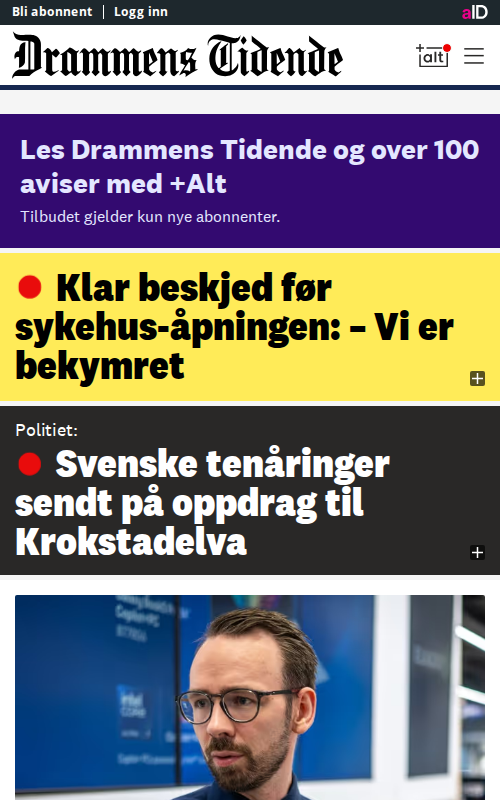 Bli abonnent
Logg inn
aID
Drammens Tidende
+alt
Les Drammens Tidende og over 100
aviser med +Alt
Tilbudet gjelder kun nye abonnenter.
Klar beskjed før
sykehus-åpningen: – Vi er
bekymret
Politiet:
Svenske tenåringer
sendt på oppdrag til
Krokstadelva
intel